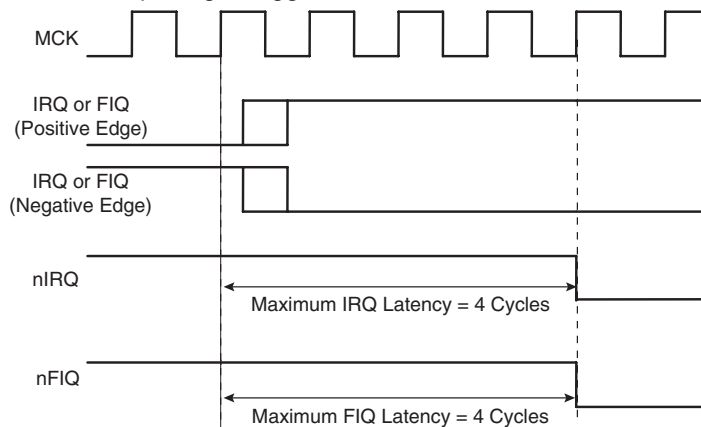 MCK
IRQ or FIQ
(Positive Edge)
IRQ or FIQ
(Negative Edge)
nIRQ
Maximum IRQ Latency = 4 Cycles
nFIQ
Maximum FIQ Latency = 4 Cycles